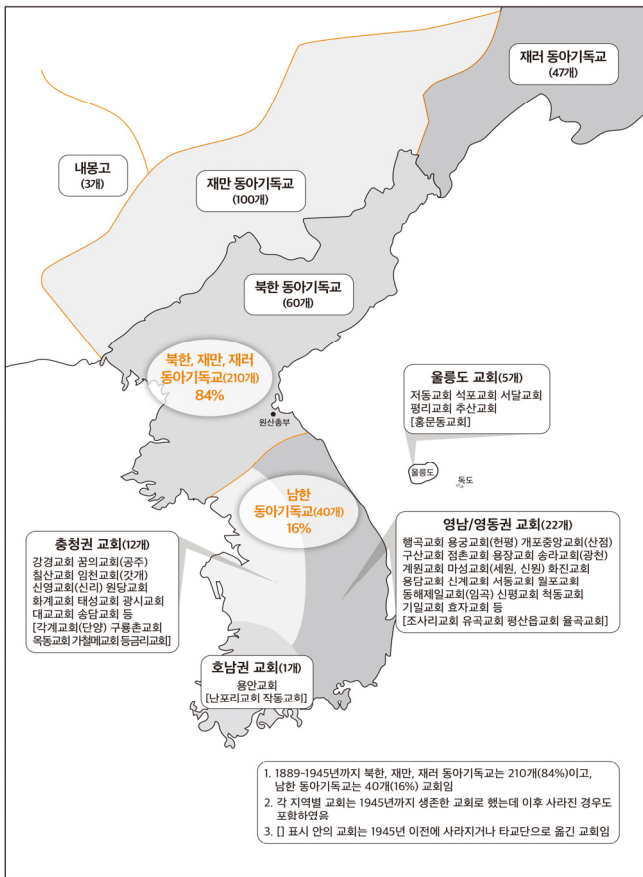 재러 동아기독교
(47개)
내몽고
(3개)
재만 동아기독교
(100개)
북한 동아기독교
(60개)
북한, 재만, 재러
동아기독교(210개)
84%
원산총부
울릉도 교회(5개)
저동교회 석포교회 서달교회
평리교회 추산교회
[홍문동교회]
울릉도
독도
남한
동아기독교(40개)
16%
충청권 교회(12개)
강경교회 꿈의교회(공주)
칠산교회 임천교회(갓개)
신영교회(신리) 원당교회
화계교회 태성교회 광시교회
대교교회 송담교회 등
[각계교회(단양) 구룡촌교회
옥동교회 가철메교회 등금리교회]
영남/영동권 교회(22개)
행곡교회 용궁교회(헌평) 개포중앙교회(산점)
구산교회 점촌교회 용장교회 송라교회(광천)
계원교회 마성교회(세원, 신원) 화진교회
용담교회 신계교회 서동교회 월포교회
동해제일교회(임곡) 신평교회 척동교회
기일교회 효자교회 등
[조사리교회 유곡교회 평산읍교회 율곡교회]
호남권 교회(1개)
용안교회
[난포리교회 작동교회]
1. 1889-1945년까지 북한, 재만, 재러 동아기독교는 210개(84%)이고,
남한 동아기독교는 40개(16%) 교회임
2. 각 지역별 교회는 1945년까지 생존한 교회로 했는데 이후 사라진 경우도
포함하였음
3. [] 표시 안의 교회는 1945년 이전에 사라지거나 타교단으로 옮긴 교회임